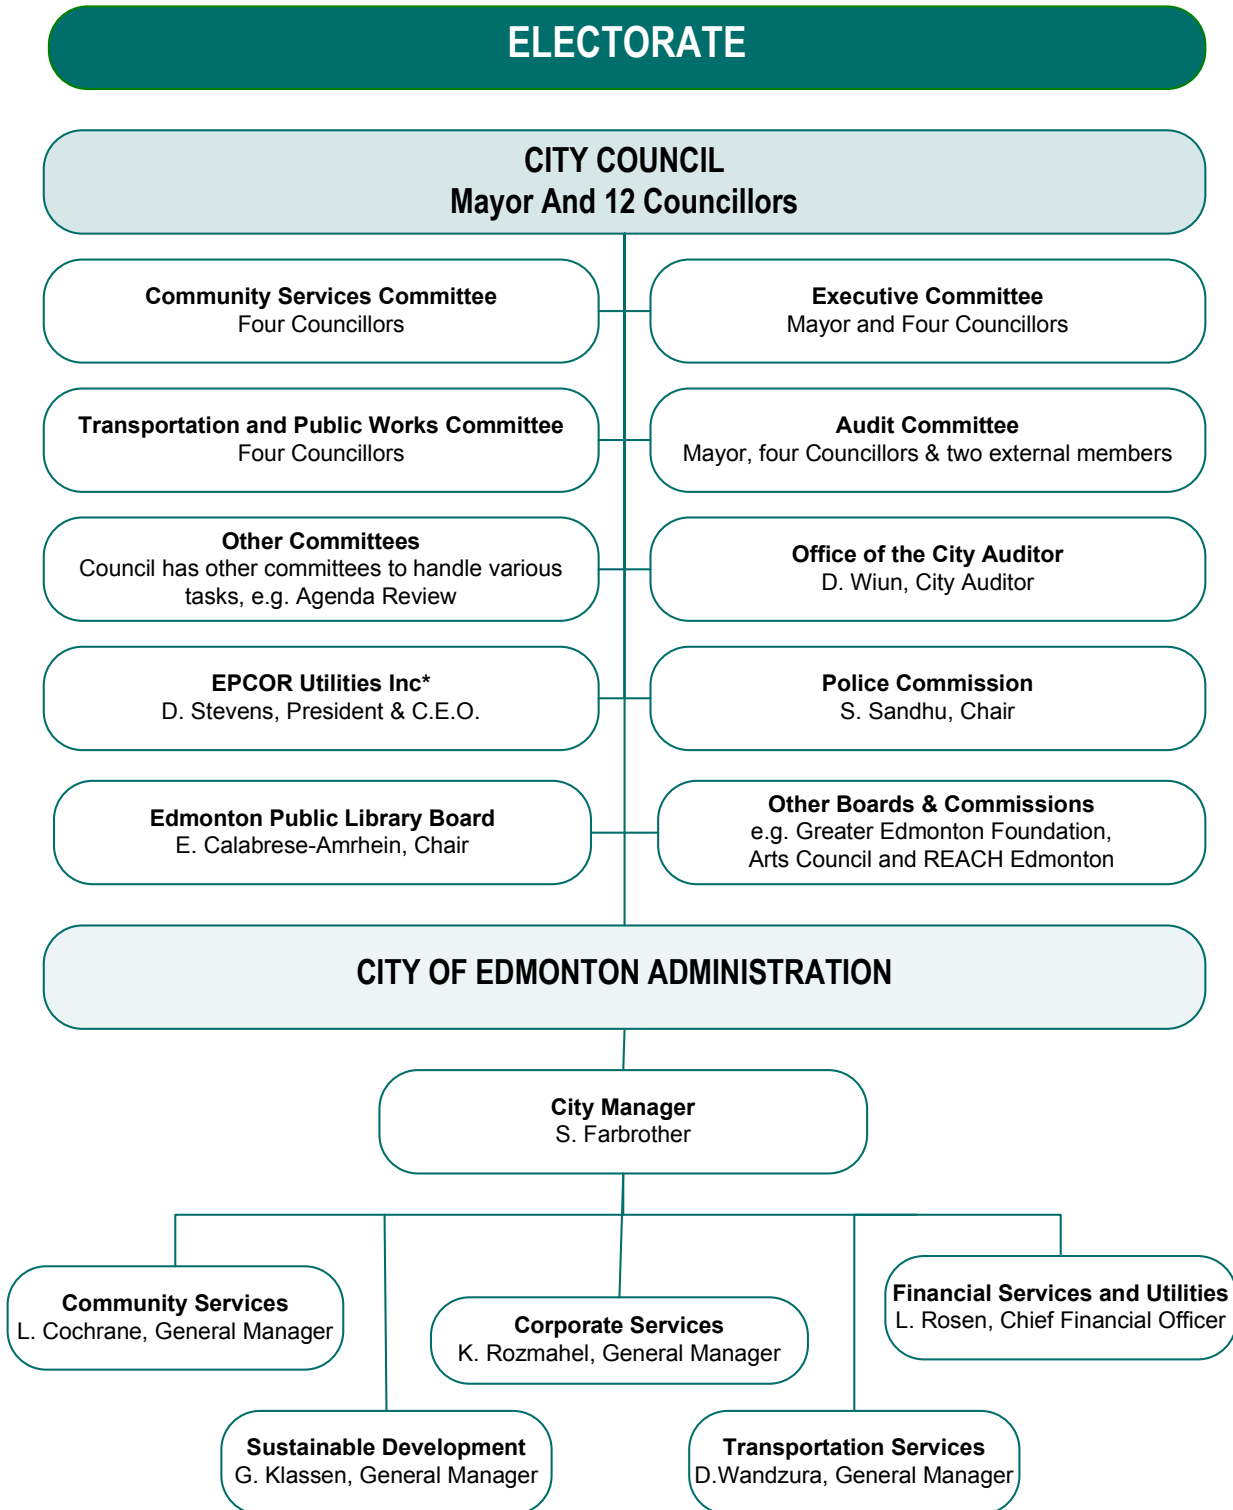 ELECTORATE
CITY COUNCIL
Mayor And 12 Councillors
Community Services Committee
Four Councillors
Executive Committee
Mayor and Four Councillors
Transportation and Public Works Committee
Four Councillors
Audit Committee
Mayor, four Councillors & two external members
Other Committees
Council has other committees to handle various
tasks, e.g. Agenda Review
Office of the City Auditor
D. Wiun, City Auditor
EPCOR Utilities Inc*
D. Stevens, President & C.E.O.
Police Commission
S. Sandhu, Chair
Edmonton Public Library Board
E. Calabrese-Amrhein, Chair
Other Boards & Commissions
e.g. Greater Edmonton Foundation,
Arts Council and REACH Edmonton
CITY OF EDMONTON ADMINISTRATION
City Manager
S. Farbrother
Community Services
L. Cochrane, General Manager
Corporate Services
K. Rozmahel, General Manager
Financial Services and Utilities
L. Rosen, Chief Financial Officer
Sustainable Development
G. Klassen, General Manager
Transportation Services
D.Wandzura, General Manager